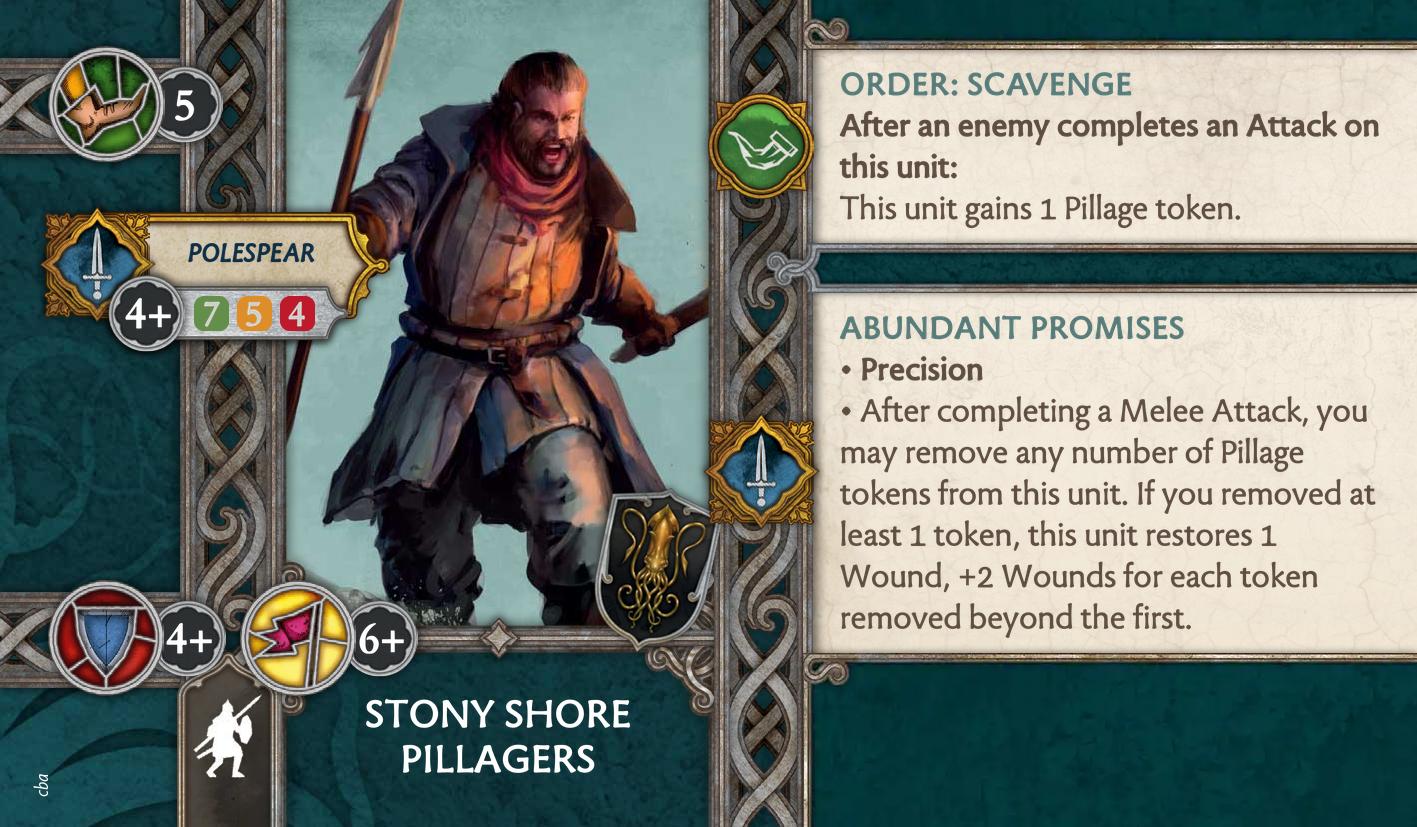 5
POLESPEAR
4+ 7 5 4
4+ 6+
STONY SHORE
PILLAGERS
cba
ORDER: SCAVENGE
After an enemy completes an Attack on
this unit:
This unit gains 1 Pillage token.
ABUNDANT PROMISES
• Precision
• After completing a Melee Attack, you
may remove any number of Pillage
tokens from this unit. If you removed at
least 1 token, this unit restores 1
Wound, +2 Wounds for each token
removed beyond the first.